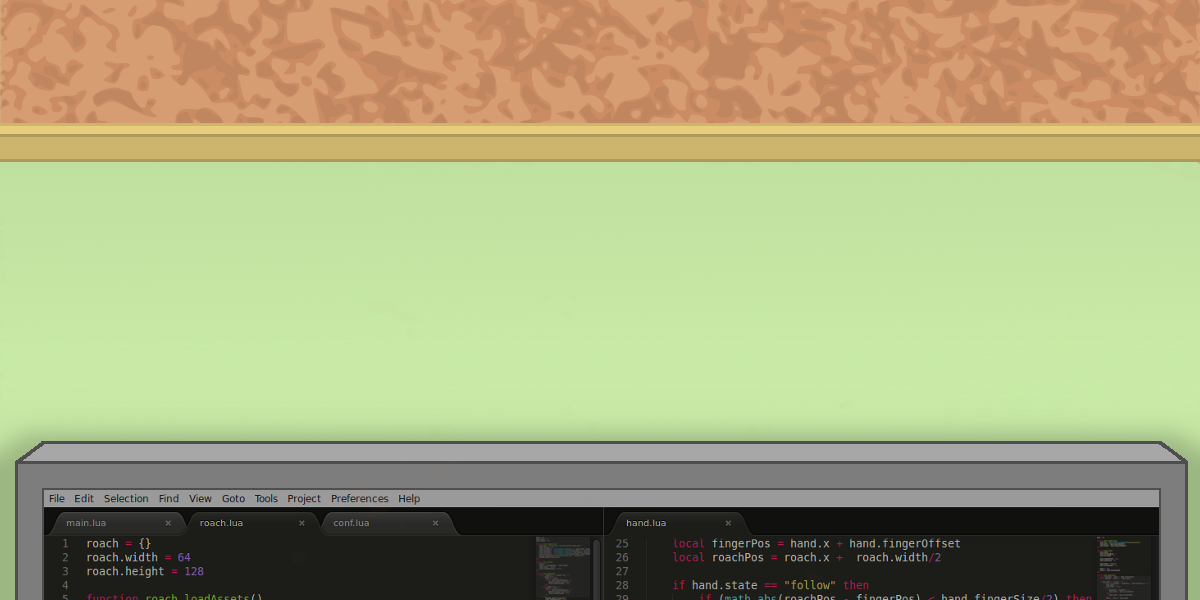 File Edit Selection Find View Goto Tools Project Preferences Help
main.lua × roach.lua × conf.lua ×
1 roach = {}
2 roach.width = 64
3 roach.height = 128
4
5 function roach.loadAssets()
hand.lua ×
25 local fingerPos = hand.x + hand.fingerOffset
26 local roachPos = roach.x + roach.width/2
27
28 if hand.state == "follow" then
29 if (math.abs(roachPos - fingerPos) < hand.fingerSize/2) then